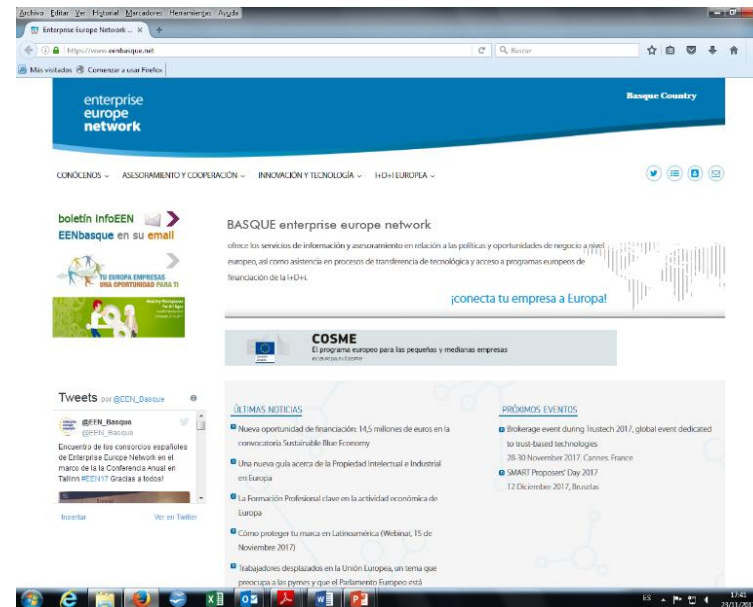 Archivo Editar Ver Historial Marcadores Herramientas Ayuda
Enterprise Europe Network ...
https://www.eenbasque.net
Buscar
Más visitados Comenzar a usar Firefox
enterprise
europe
network
Basque Country
CONÓCENOS ASESORAMIENTO Y COOPERACIÓN INNOVACIÓN Y TECNOLOGÍA I+D+I EUROPEA
boletín InfoEEN
EENbasque en su email
TU EUROPA EMPRESAS
UNA OPORTUNIDAD PARA TI
BASQUE enterprise europe network
ofrece los servicios de información y asesoramiento en relación a las políticas y oportunidades de negocio a nivel
europeo, así como asistencia en procesos de transferencia de tecnológica y acceso a programas europeos de
financiación de la I+D+i.
¡conecta tu empresa a Europa!
COSME
El programa europeo para las pequeñas y medianas empresas
Tweets por @EEN_Basque
@EEN_Basque
@EEN_Basque
Encuentro de los consorcios españoles
de Enterprise Europe Network en el
marco de la la Conferencia Anual en
Tallinn #EEN17 Gracias a todos!
Insertar Ver en Twitter
ÚLTIMAS NOTICIAS
Nueva oportunidad de financiación: 14,5 millones de euros en la
convocatoria Sustainable Blue Economy
Una nueva guía acerca de la Propiedad Intelectual e Industrial
en Europa
La Formación Profesional clave en la actividad económica de
Europa
Cómo proteger tu marca en Latinoamérica (Webinar, 15 de
Noviembre 2017)
Trabajadores desplazados en la Unión Europea, un tema que
preocupa a las pymes y que el Parlamento Europeo está
PRÓXIMOS EVENTOS
Brokerage event during Trustech 2017, global event dedicated
to trust-based technologies
28-30 November 2017. Cannes, France
SMART Proposers' Day 2017
12 Diciembre 2017, Bruselas
ES
17:41